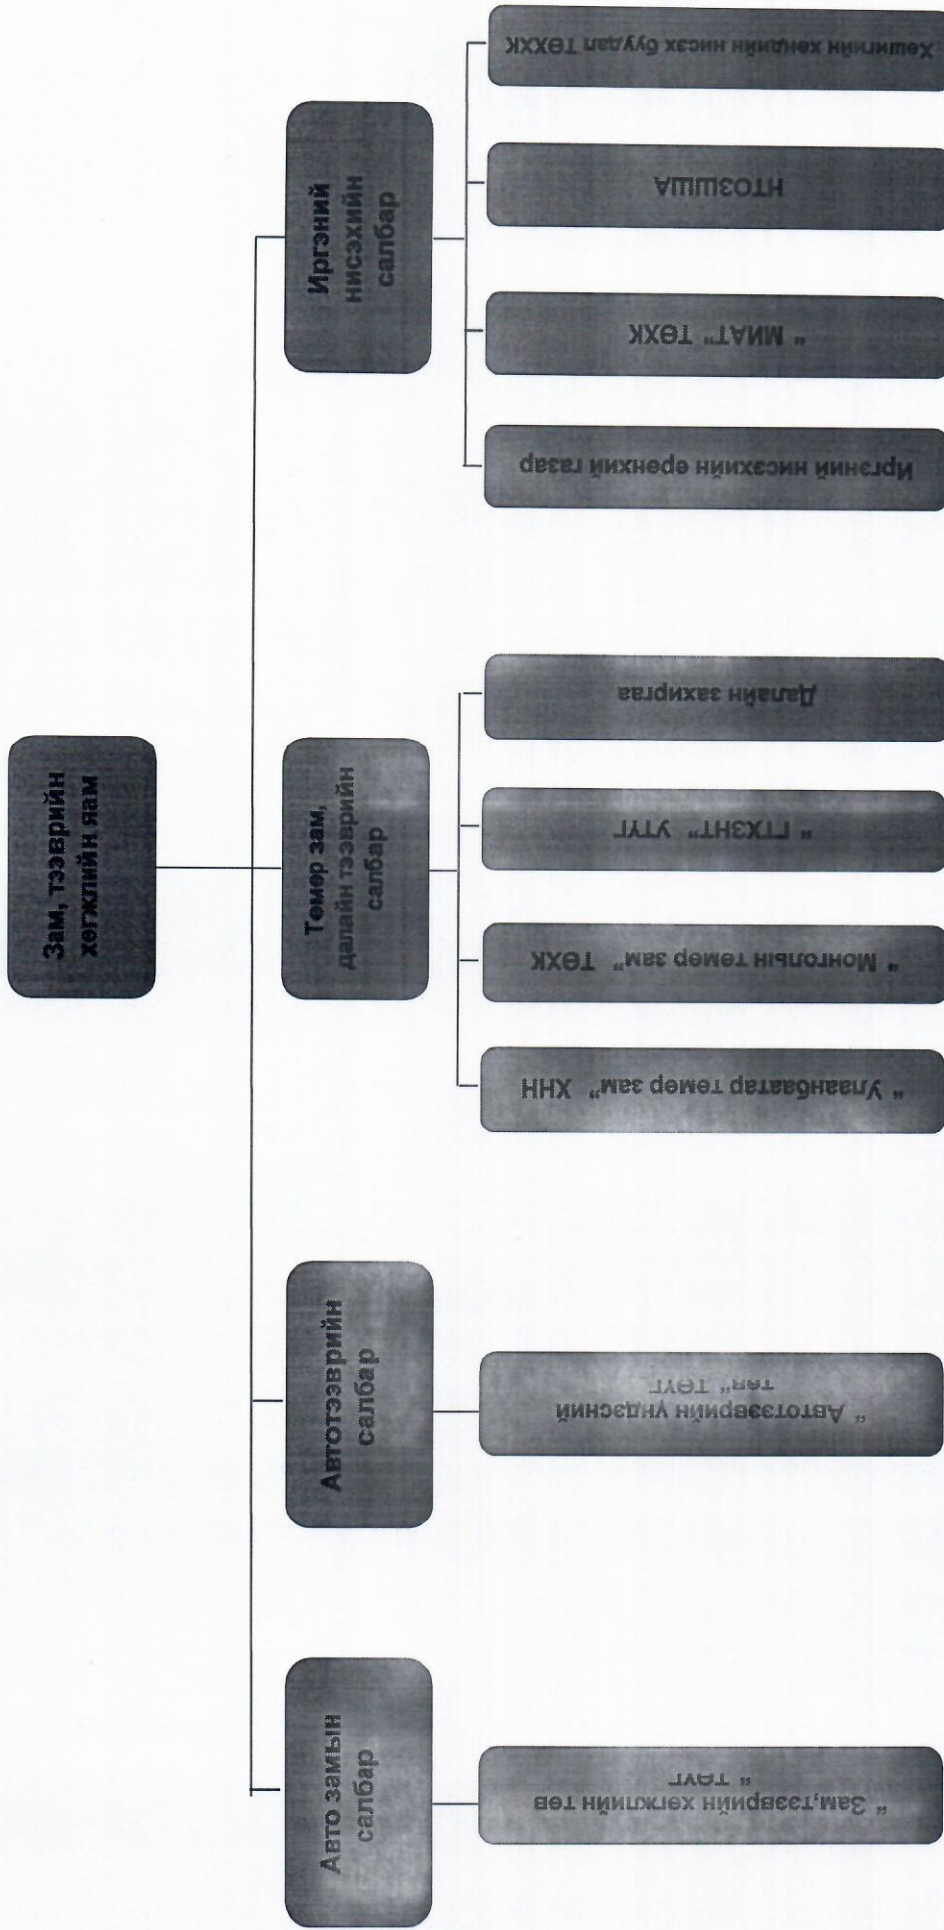 Зам, тээврийн
хөгжлийн яам
Авто замын
салбар
Автотээврийн
салбар
Төмөр зам,
далайн тээврийн
салбар
Иргэний
нисэхийн
салбар
“ Зам,тээврийн хөгжлийн төв
“ ТӨҮГ
“ Автотээврийн үндэсний
төв” ТӨҮГ
“ Улаанбаатар төмөр зам” ХНН
“ Монголын төмөр зам” ТӨХК
“ ГТХЭНТ” УТҮГ
Далайн захиргаа
Иргэний нисэхийн ерөнхий газар
“ МИАТ” ТӨХК
НТОЗШША
Хөшигийн хөндийн нисэх буудал ТӨХХК